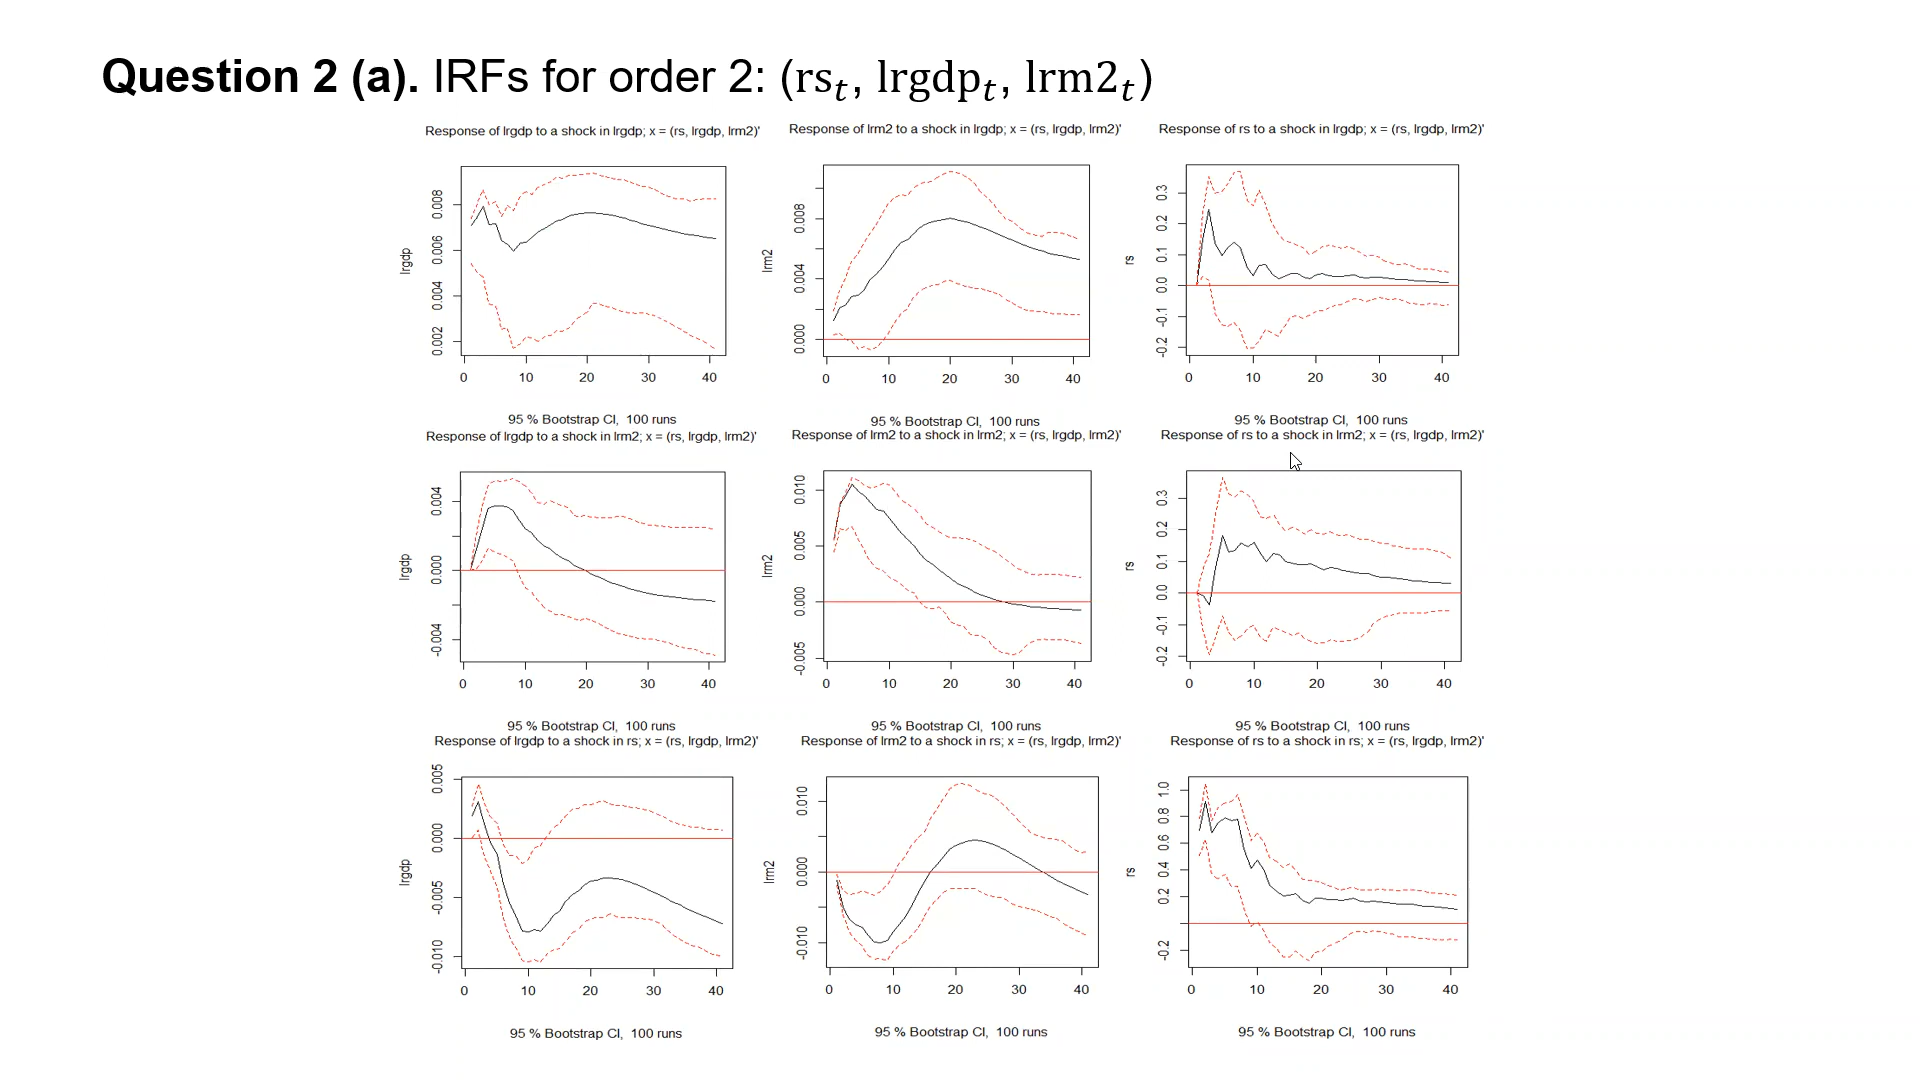 Question 2 (a). IRFs for order 2: (rsₜ, lrgdpₜ, lrm2ₜ)
Response of lrgdp to a shock in lrgdp; x = (rs, lrgdp, lrm2)'
Response of lrm2 to a shock in lrgdp; x = (rs, lrgdp, lrm2)'
Response of rs to a shock in lrgdp; x = (rs, lrgdp, lrm2)'
lrgdp
0.002 0.004 0.006 0.008
0 10 20 30 40
95 % Bootstrap CI, 100 runs
lrm2
0.000 0.004 0.008
0 10 20 30 40
95 % Bootstrap CI, 100 runs
rs
-0.2 -0.1 0.0 0.1 0.2 0.3
0 10 20 30 40
95 % Bootstrap CI, 100 runs
Response of lrgdp to a shock in lrm2; x = (rs, lrgdp, lrm2)'
Response of lrm2 to a shock in lrm2; x = (rs, lrgdp, lrm2)'
Response of rs to a shock in lrm2; x = (rs, lrgdp, lrm2)'
lrgdp
-0.004 0.000 0.004
0 10 20 30 40
95 % Bootstrap CI, 100 runs
lrm2
-0.005 0.000 0.005 0.010
0 10 20 30 40
95 % Bootstrap CI, 100 runs
rs
-0.2 -0.1 0.0 0.1 0.2 0.3
0 10 20 30 40
95 % Bootstrap CI, 100 runs
Response of lrgdp to a shock in rs; x = (rs, lrgdp, lrm2)'
Response of lrm2 to a shock in rs; x = (rs, lrgdp, lrm2)'
Response of rs to a shock in rs; x = (rs, lrgdp, lrm2)'
lrgdp
-0.010 -0.005 0.000 0.005
0 10 20 30 40
95 % Bootstrap CI, 100 runs
lrm2
-0.010 0.000 0.010
0 10 20 30 40
95 % Bootstrap CI, 100 runs
rs
-0.2 0.2 0.4 0.6 0.8 1.0
0 10 20 30 40
95 % Bootstrap CI, 100 runs